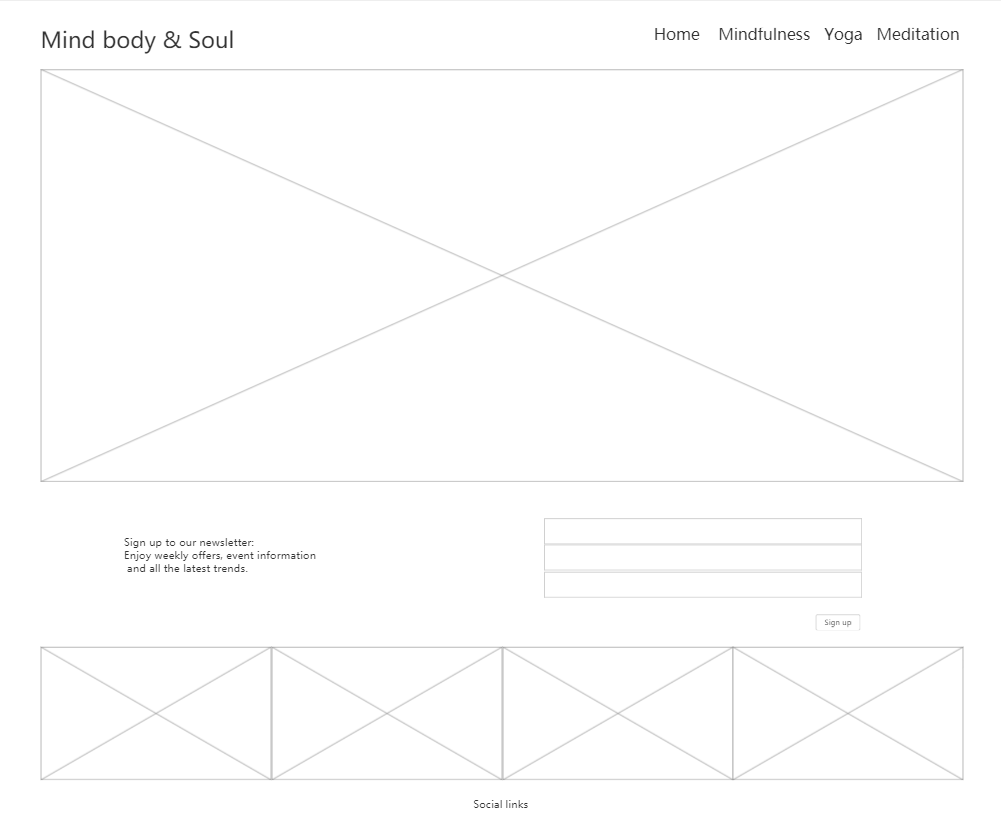 Mind body & Soul
Home Mindfulness Yoga Meditation
Sign up to our newsletter:
Enjoy weekly offers, event information
and all the latest trends.
Sign up
Social links